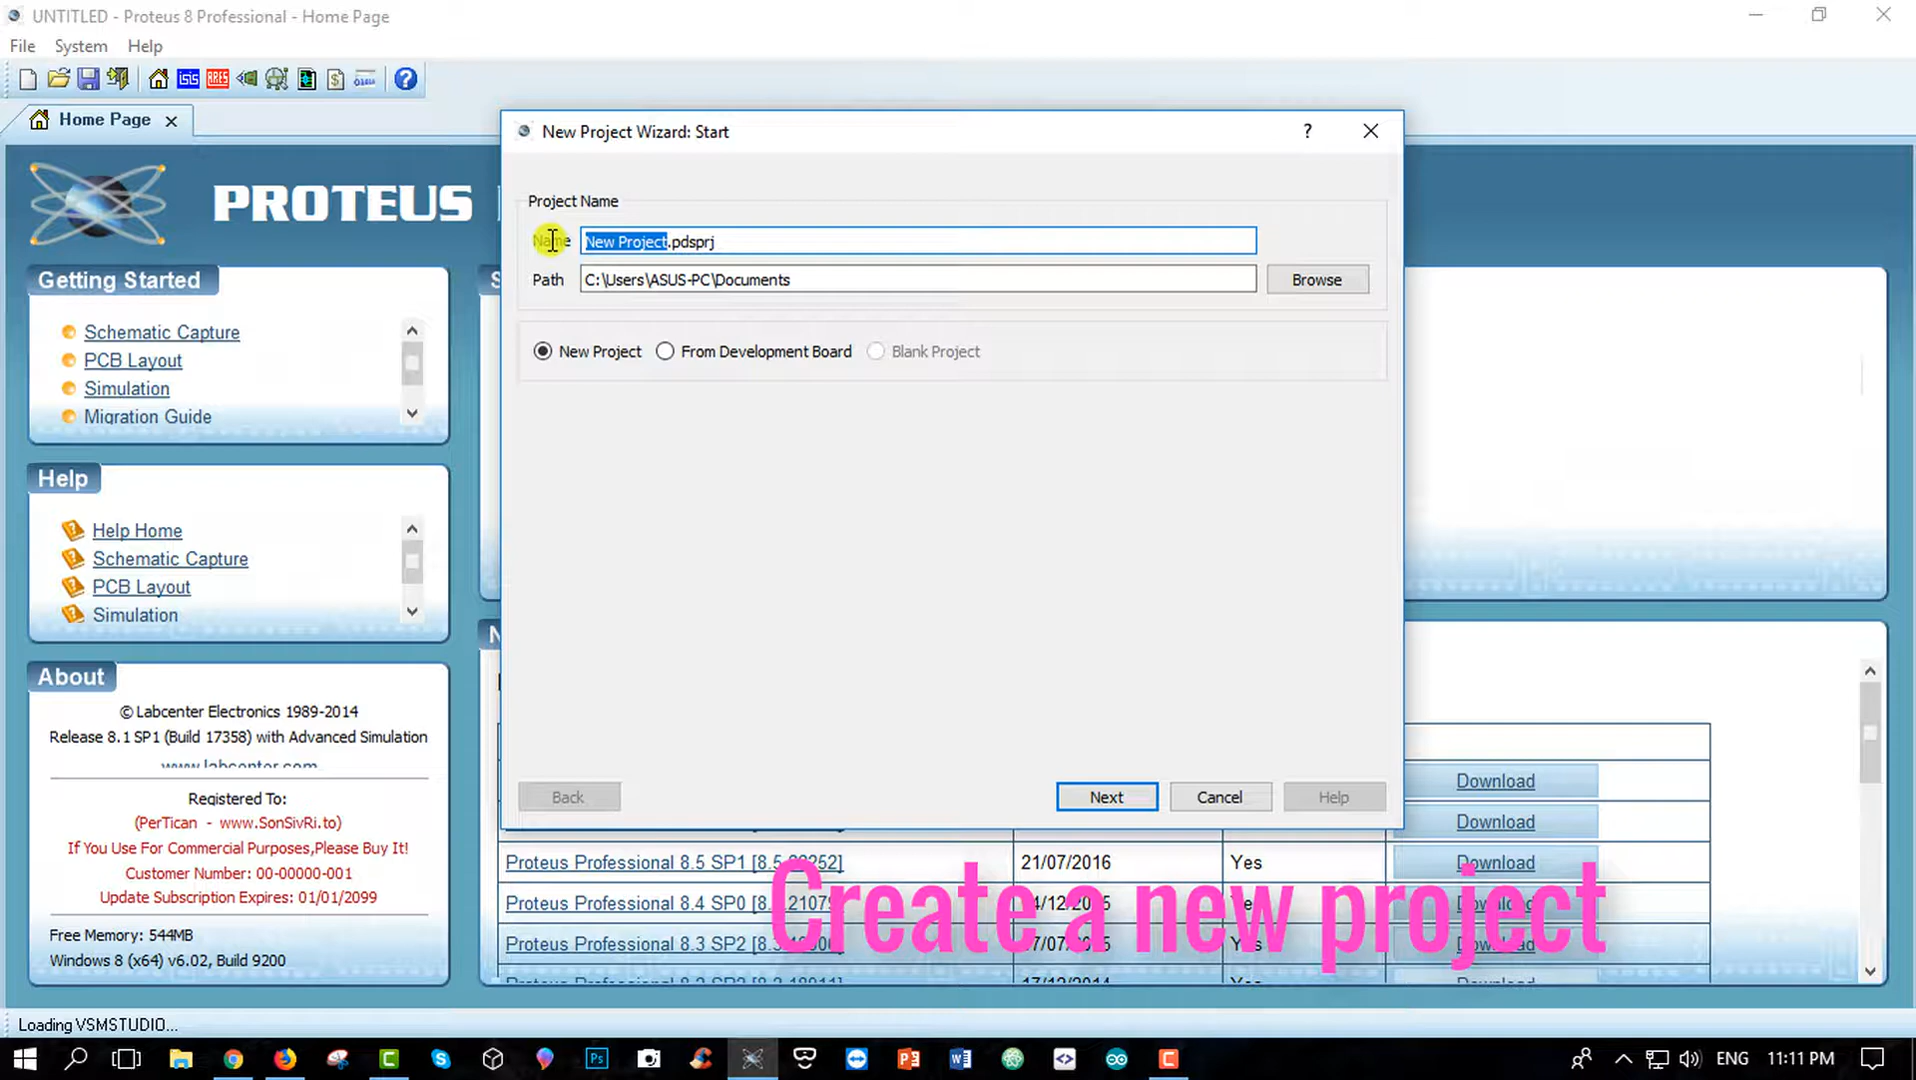 UNTITLED - Proteus 8 Professional - Home Page
File System Help
isis ARES
Home Page
New Project Wizard: Start
PROTEUS
Project Name
Name New Project.pdsprj
Path C:\Users\ASUS-PC\Documents Browse
New Project From Development Board Blank Project
Getting Started
Schematic Capture
PCB Layout
Simulation
Migration Guide
Help
Help Home
Schematic Capture
PCB Layout
Simulation
About
© Labcenter Electronics 1989-2014
Release 8.1 SP1 (Build 17358) with Advanced Simulation
www.labcenter.com
Registered To:
(PerTican - www.SonSivRi.to)
If You Use For Commercial Purposes,Please Buy It!
Customer Number: 00-00000-001
Update Subscription Expires: 01/01/2099
Free Memory: 544MB
Windows 8 (x64) v6.02, Build 9200
Back Next Cancel Help
Download
Download
Proteus Professional 8.5 SP1 21/07/2016 Yes Download
Proteus Professional 8.4 SP0
Proteus Professional 8.3 SP2
Create a new project
Loading VSMSTUDIO...
ENG 11:11 PM